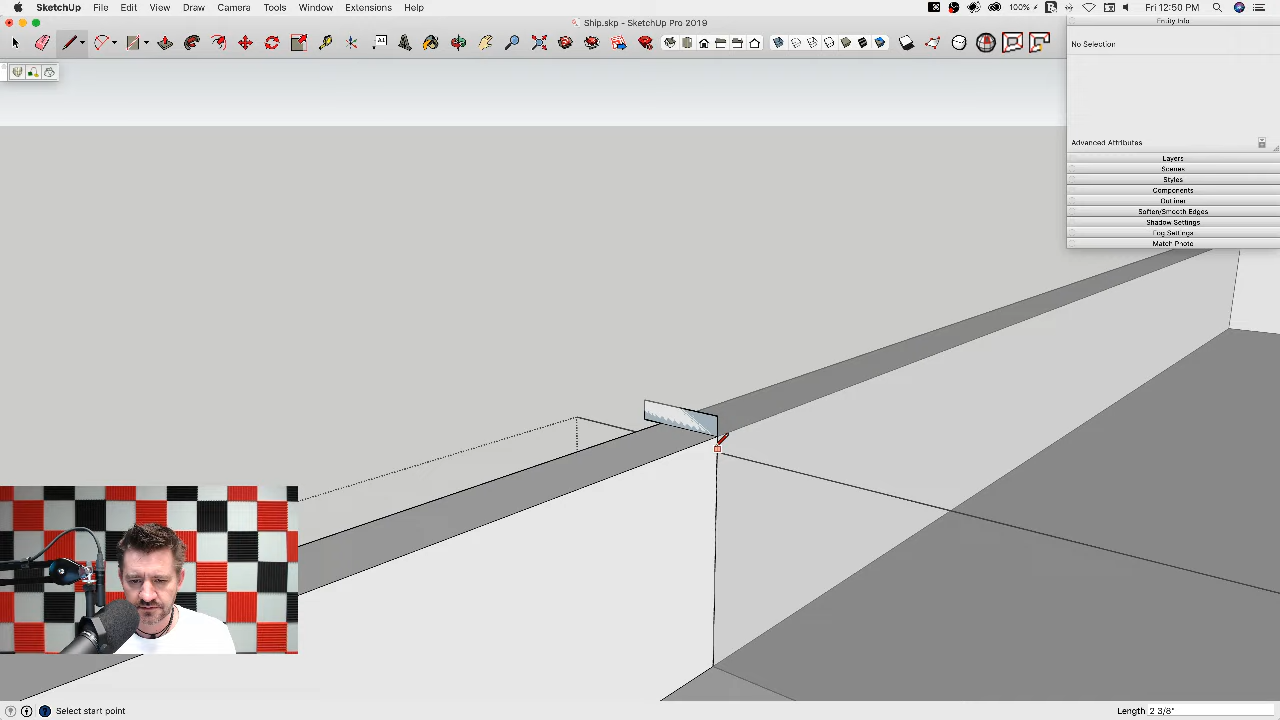 SketchUp File Edit View Draw Camera Tools Window Extensions Help
100% Fri 12:50 PM
Ship.skp - SketchUp Pro 2019
Entity Info
No Selection
Advanced Attributes
Layers
Scenes
Styles
Components
Outliner
Soften/Smooth Edges
Shadow Settings
Fog Settings
Match Photo
Select start point
Length 2 3/8"